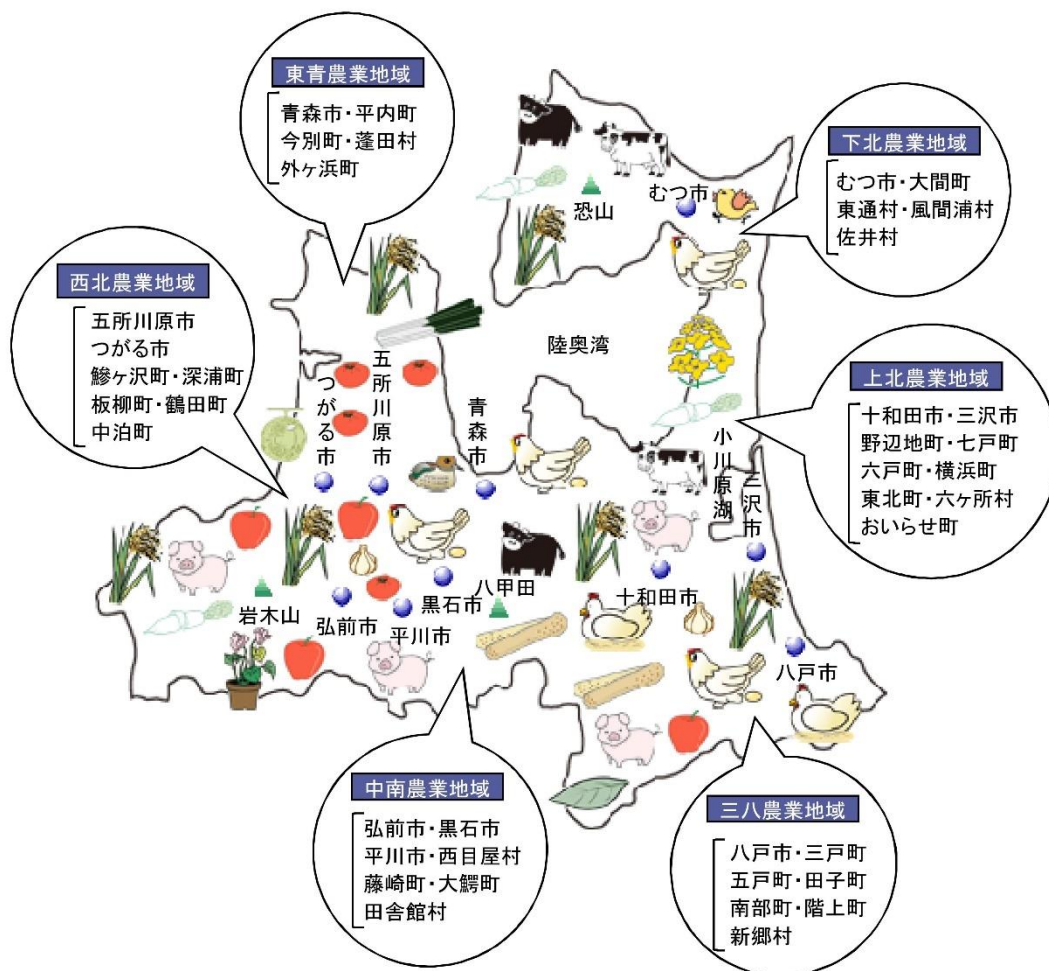 東青農業地域
青森市・平内町
今別町・蓬田村
外ヶ浜町
下北農業地域
むつ市・大間町
東通村・風間浦村
佐井村
西北農業地域
五所川原市
つがる市
鰺ヶ沢町・深浦町
板柳町・鶴田町
中泊町
上北農業地域
十和田市・三沢市
野辺地町・七戸町
六戸町・横浜町
東北町・六ヶ所村
おいらせ町
むつ市
恐山
陸奥湾
つがる市
五所川原市
青森市
小川原湖
三沢市
岩木山
弘前市
平川市
黒石市
八甲田
十和田市
八戸市
中南農業地域
弘前市・黒石市
平川市・西目屋村
藤崎町・大鰐町
田舎館村
三八農業地域
八戸市・三戸町
五戸町・田子町
南部町・階上町
新郷村